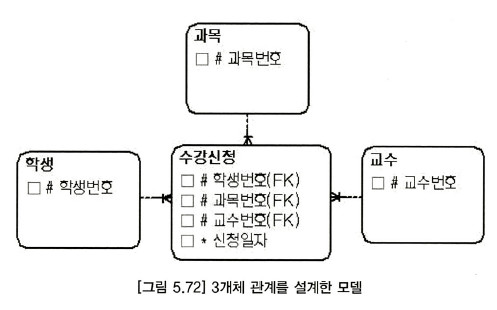 과목
# 과목번호
학생
# 학생번호
수강신청
# 학생번호(FK)
# 과목번호(FK)
# 교수번호(FK)
* 신청일자
교수
# 교수번호
[그림 5.72] 3개체 관계를 설계한 모델